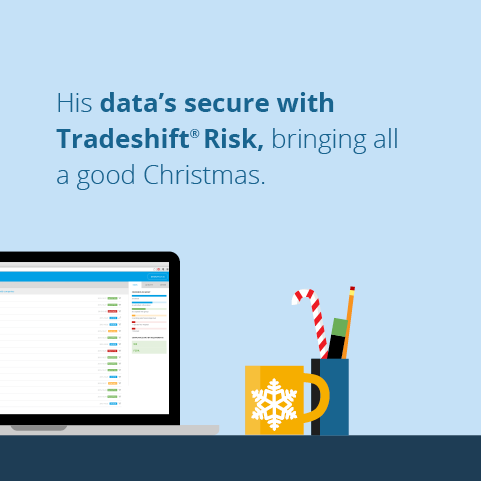 His data’s secure with
Tradeshift® Risk, bringing all
a good Christmas.